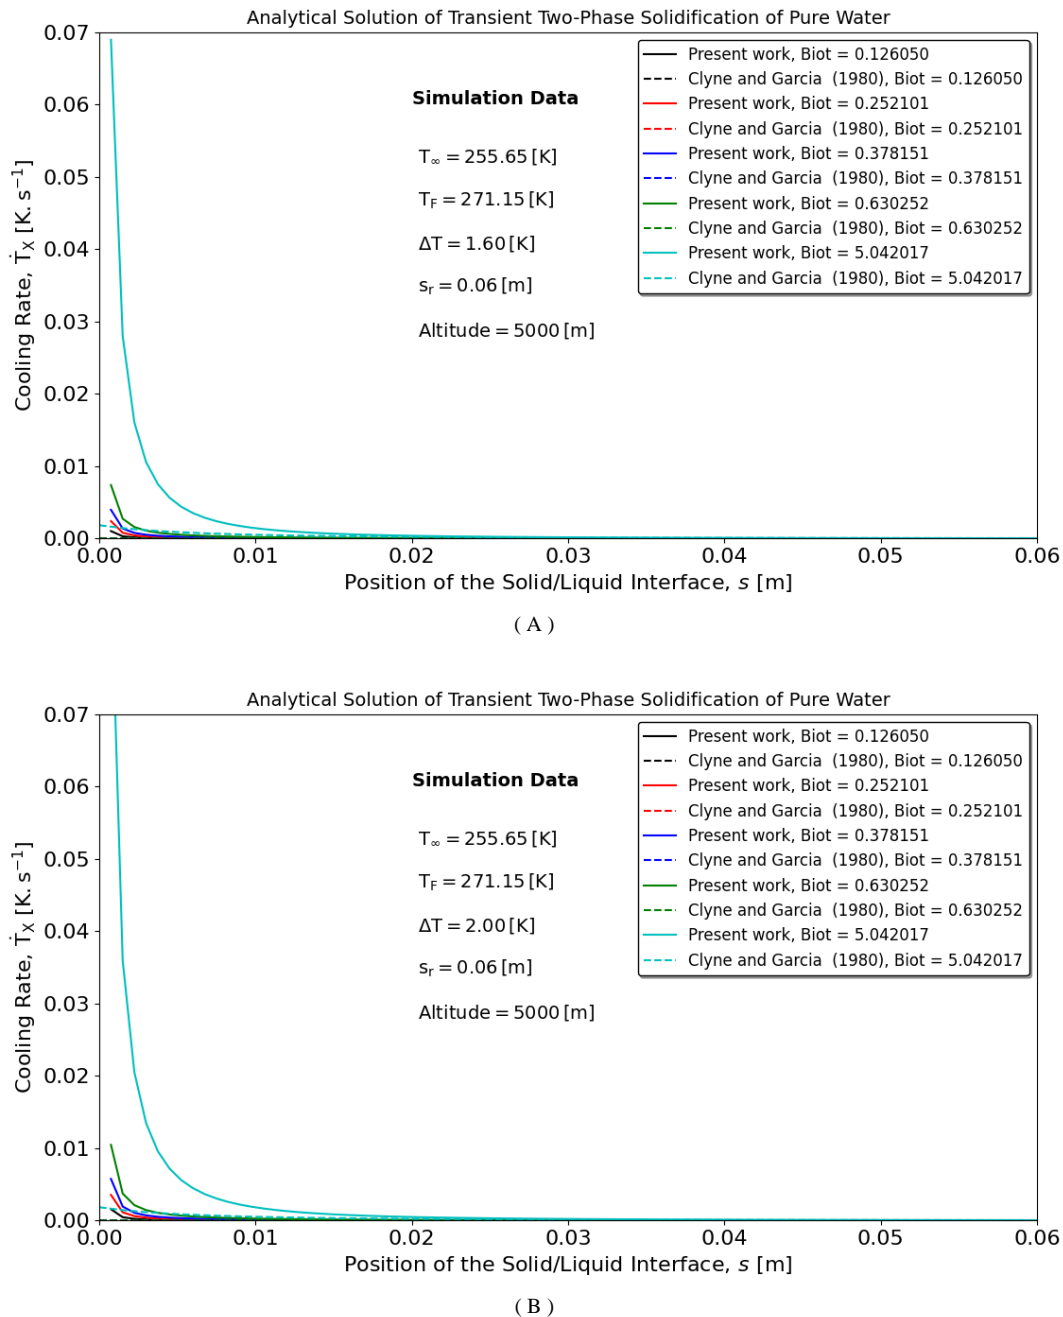 Analytical Solution of Transient Two-Phase Solidification of Pure Water
0.07
0.06
0.05
0.04
0.03
0.02
0.01
0.00
Cooling Rate, Ṫ_X [K. s⁻¹]
Simulation Data
T_∞ = 255.65 [K]
T_F = 271.15 [K]
ΔT = 1.60 [K]
s_r = 0.06 [m]
Altitude = 5000 [m]
Present work, Biot = 0.126050
Clyne and Garcia (1980), Biot = 0.126050
Present work, Biot = 0.252101
Clyne and Garcia (1980), Biot = 0.252101
Present work, Biot = 0.378151
Clyne and Garcia (1980), Biot = 0.378151
Present work, Biot = 0.630252
Clyne and Garcia (1980), Biot = 0.630252
Present work, Biot = 5.042017
Clyne and Garcia (1980), Biot = 5.042017
0.00 0.01 0.02 0.03 0.04 0.05 0.06
Position of the Solid/Liquid Interface, s [m]
( A )
Analytical Solution of Transient Two-Phase Solidification of Pure Water
0.07
0.06
0.05
0.04
0.03
0.02
0.01
0.00
Cooling Rate, Ṫ_X [K. s⁻¹]
Simulation Data
T_∞ = 255.65 [K]
T_F = 271.15 [K]
ΔT = 2.00 [K]
s_r = 0.06 [m]
Altitude = 5000 [m]
Present work, Biot = 0.126050
Clyne and Garcia (1980), Biot = 0.126050
Present work, Biot = 0.252101
Clyne and Garcia (1980), Biot = 0.252101
Present work, Biot = 0.378151
Clyne and Garcia (1980), Biot = 0.378151
Present work, Biot = 0.630252
Clyne and Garcia (1980), Biot = 0.630252
Present work, Biot = 5.042017
Clyne and Garcia (1980), Biot = 5.042017
0.00 0.01 0.02 0.03 0.04 0.05 0.06
Position of the Solid/Liquid Interface, s [m]
( B )